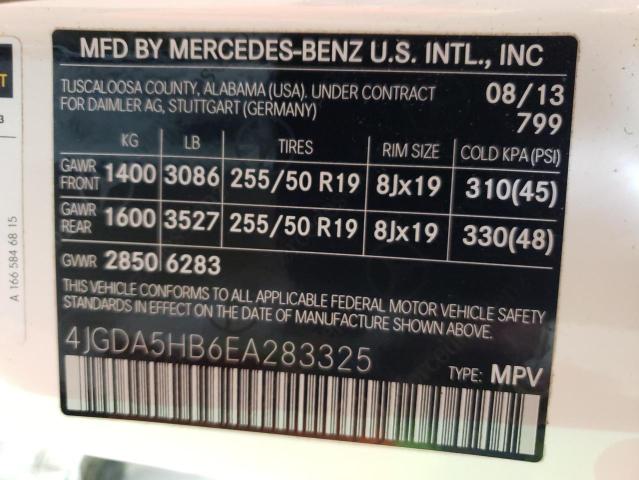 MFD BY MERCEDES-BENZ U.S. INTL., INC
TUSCALOOSA COUNTY, ALABAMA (USA). UNDER CONTRACT
FOR DAIMLER AG, STUTTGART (GERMANY)
08/13
799
KG LB TIRES RIM SIZE COLD KPA(PSI)
GAWR FRONT 1400 3086 255/50 R19 8Jx19 310(45)
GAWR REAR 1600 3527 255/50 R19 8Jx19 330(48)
GVWR 2850 6283
THIS VEHICLE CONFORMS TO ALL APPLICABLE FEDERAL MOTOR VEHICLE SAFETY
STANDARDS IN EFFECT ON THE DATE OF MANUFACTURE SHOWN ABOVE.
4JGDA5HB6EA283325
TYPE: MPV
A 166 584 68 15
T
3